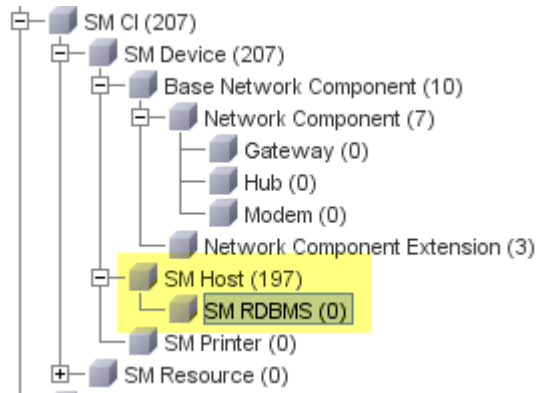 SM CI (207)
SM Device (207)
Base Network Component (10)
Network Component (7)
Gateway (0)
Hub (0)
Modem (0)
Network Component Extension (3)
SM Host (197)
SM RDBMS (0)
SM Printer (0)
SM Resource (0)